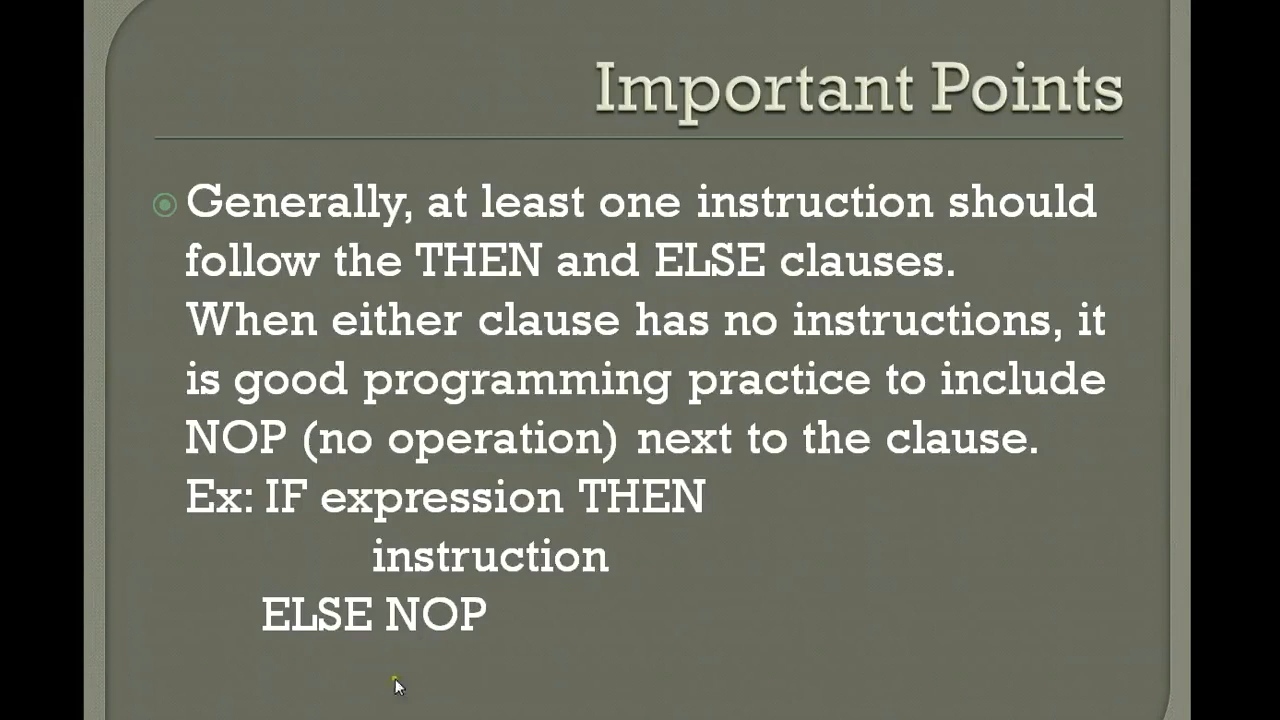 Important Points
Generally, at least one instruction should
follow the THEN and ELSE clauses.
When either clause has no instructions, it
is good programming practice to include
NOP (no operation) next to the clause.
Ex: IF expression THEN
instruction
ELSE NOP